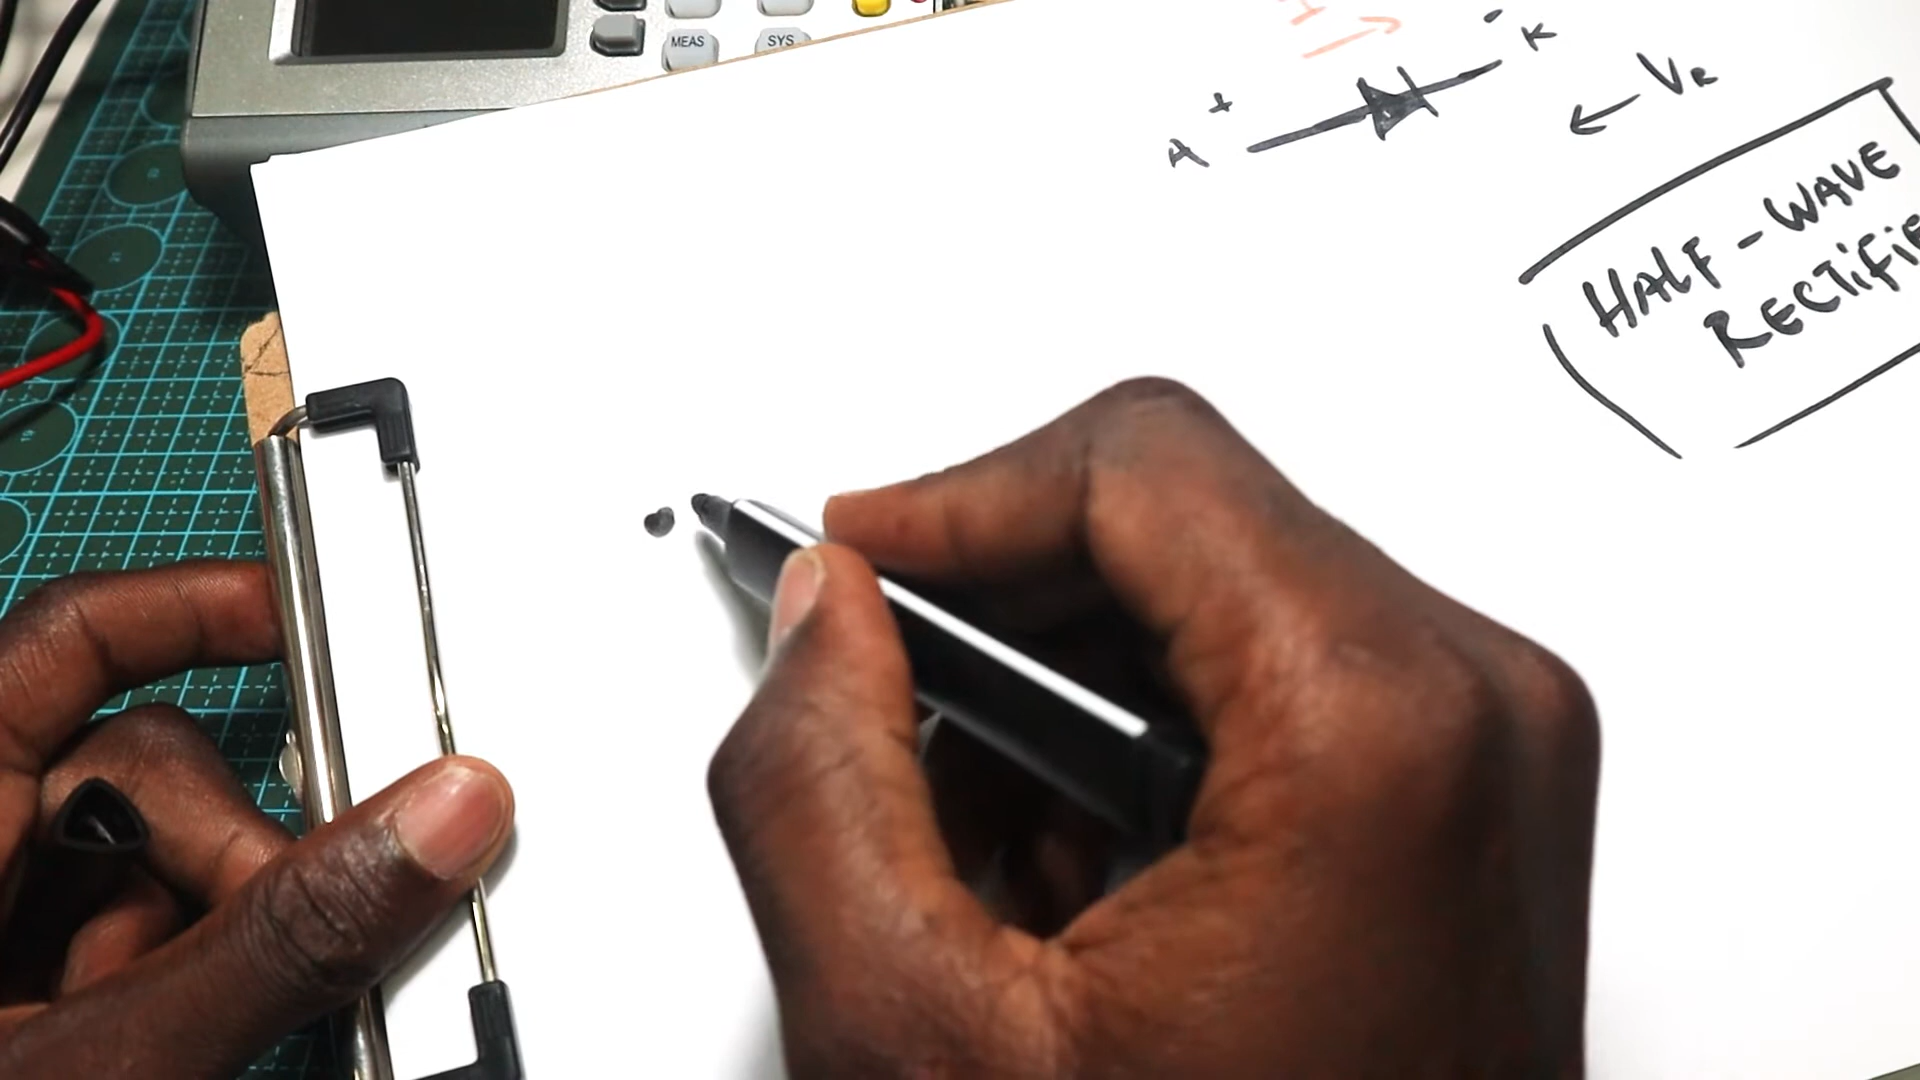 MEAS SYS
K
A +
VR
HALF - WAVE
RECTIFIE